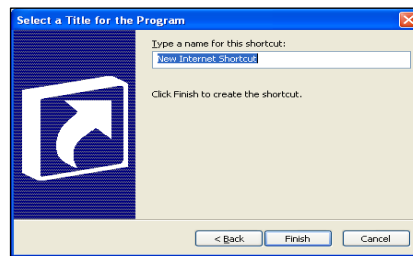 Select a Title for the Program
Type a name for this shortcut:
New Internet Shortcut
Click Finish to create the shortcut.
< Back
Finish
Cancel